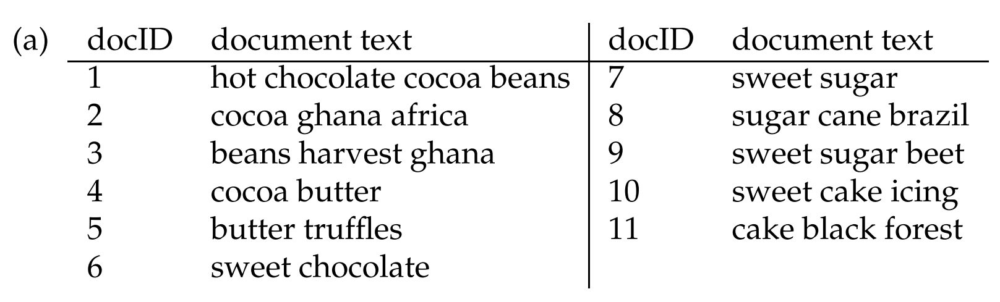 (a) docID document text docID document text
1 hot chocolate cocoa beans 7 sweet sugar
2 cocoa ghana africa 8 sugar cane brazil
3 beans harvest ghana 9 sweet sugar beet
4 cocoa butter 10 sweet cake icing
5 butter truffles 11 cake black forest
6 sweet chocolate